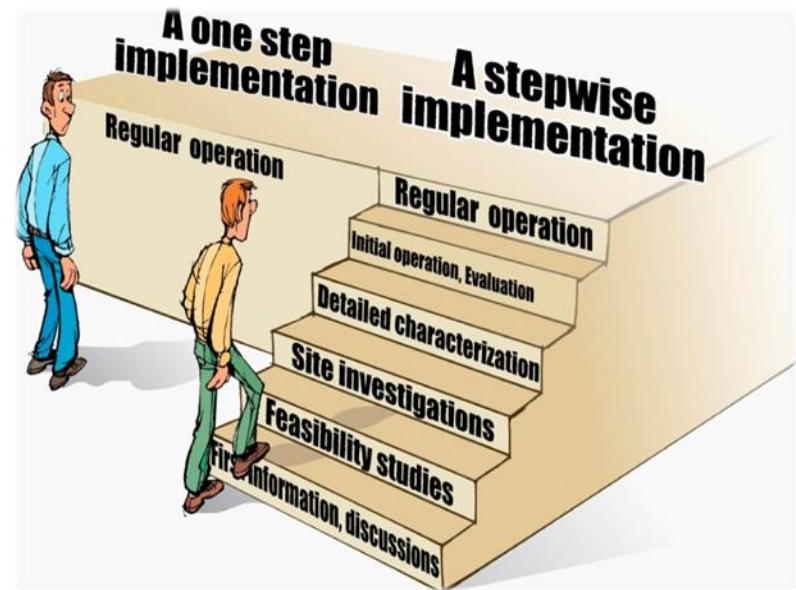 A one step
implementation
A stepwise
implementation
Regular operation
Regular operation
Initial operation, Evaluation
Detailed characterization
Site investigations
Feasibility studies
First information, discussions